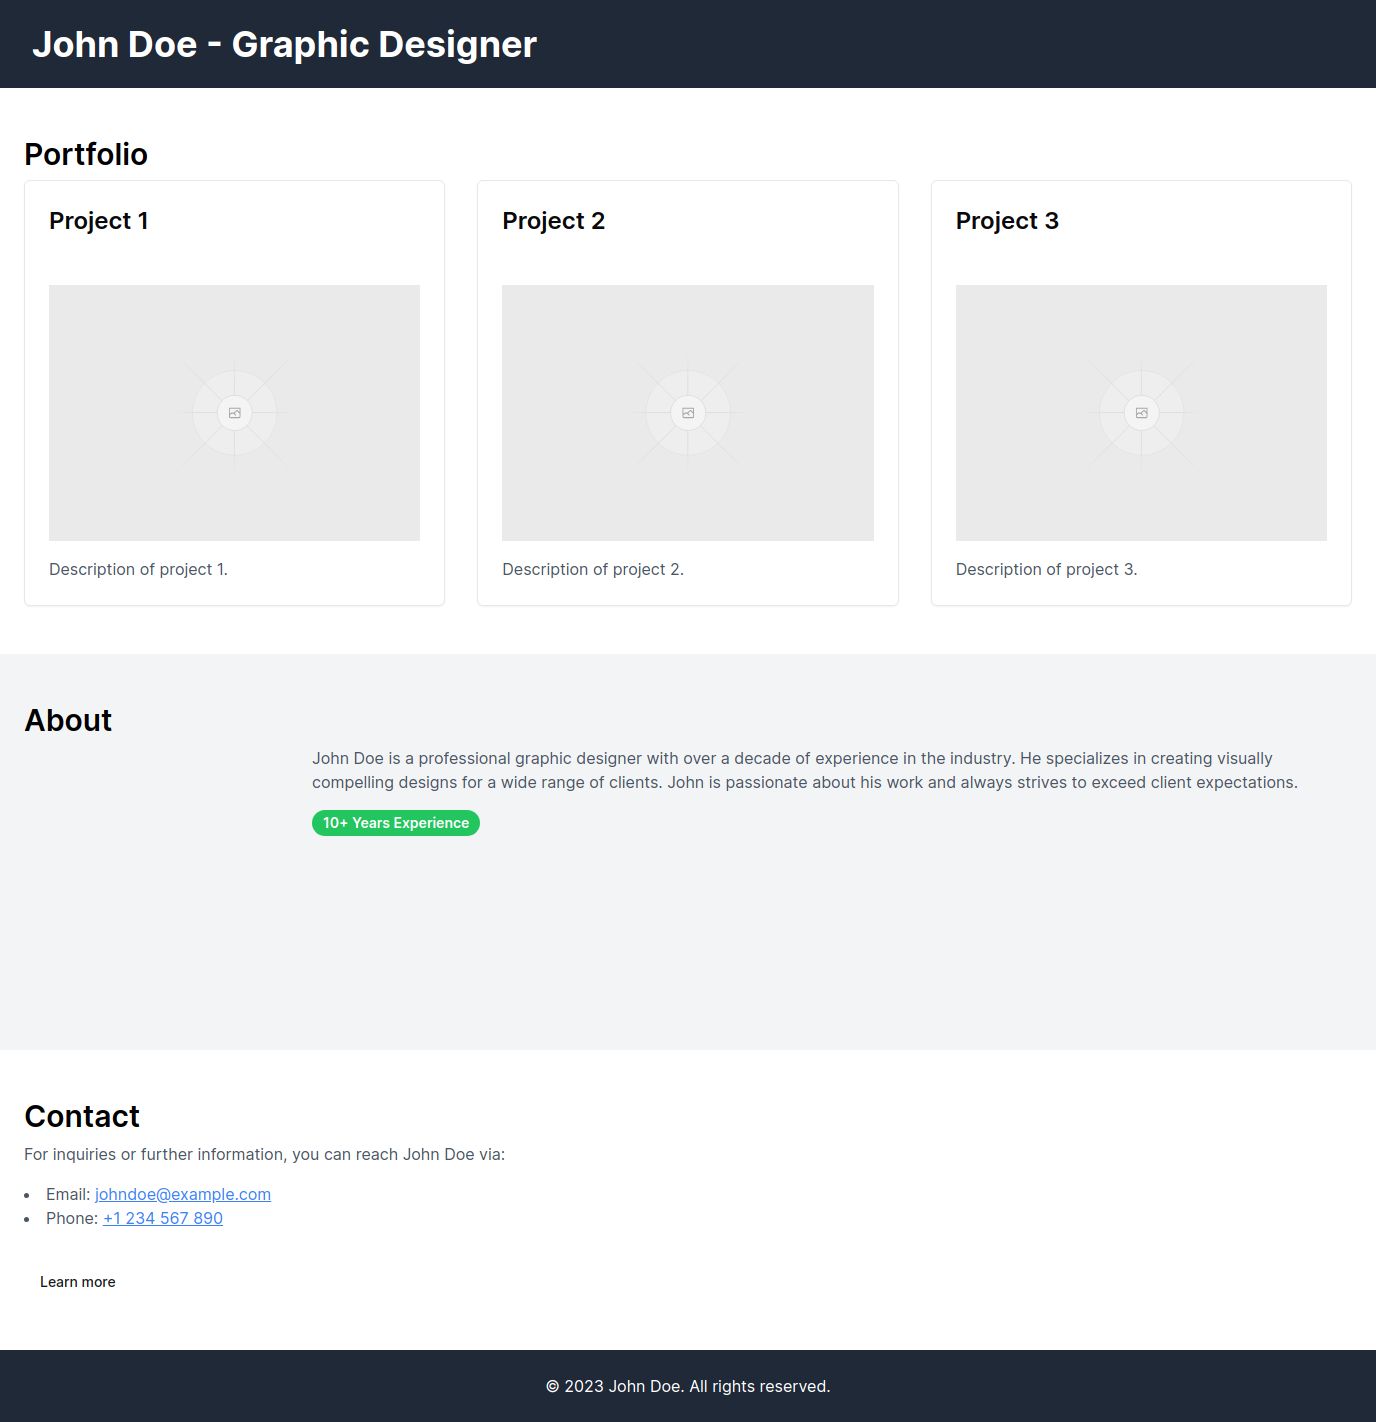 John Doe - Graphic Designer
Portfolio
Project 1
Description of project 1.
Project 2
Description of project 2.
Project 3
Description of project 3.
About
John Doe is a professional graphic designer with over a decade of experience in the industry. He specializes in creating visually
compelling designs for a wide range of clients. John is passionate about his work and always strives to exceed client expectations.
10+ Years Experience
Contact
For inquiries or further information, you can reach John Doe via:
• Email: johndoe@example.com
• Phone: +1 234 567 890
Learn more
© 2023 John Doe. All rights reserved.